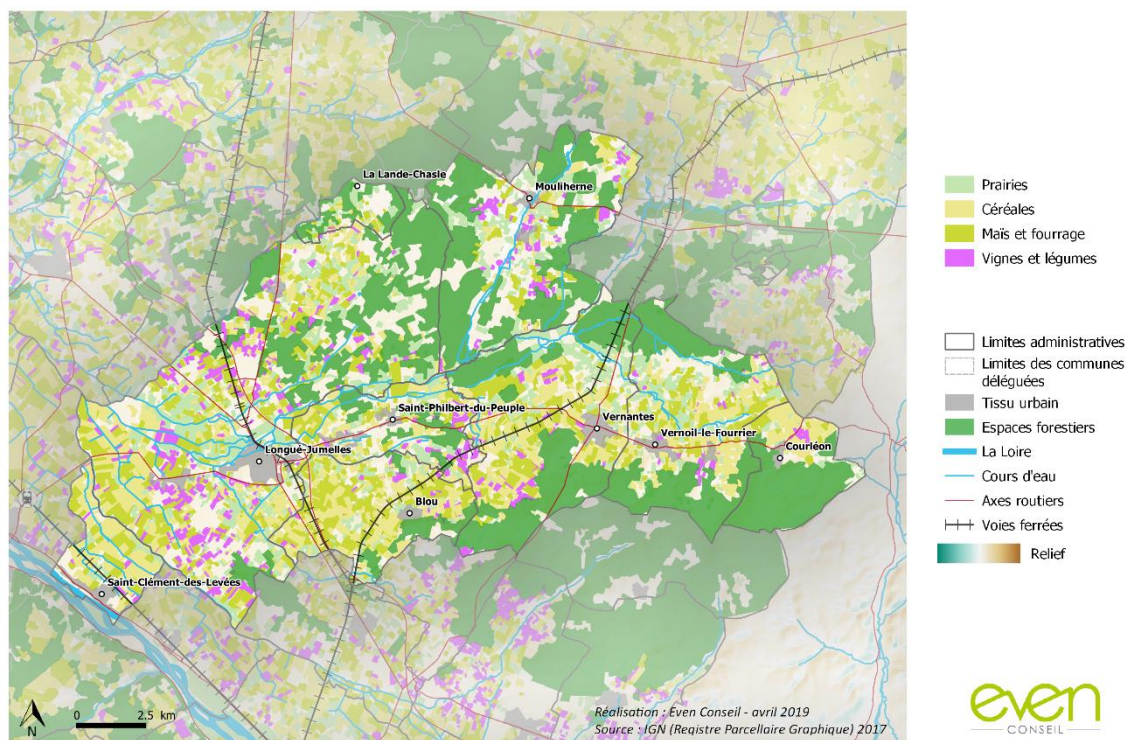 La Lande-Chasle
Mouliherne
Saint-Philbert-du-Peuple
Vernantes
Longué-Jumelles
Vernoil-le-Fourrier
Courléon
Blou
Saint-Clément-des-Levées
N
0 2.5 km
Réalisation : Even Conseil - avril 2019
Source : IGN (Registre Parcellaire Graphique) 2017
Prairies
Céréales
Maïs et fourrage
Vignes et légumes
Limites administratives
Limites des communes
déléguées
Tissu urbain
Espaces forestiers
La Loire
Cours d'eau
Axes routiers
Voies ferrées
Relief
even
CONSEIL